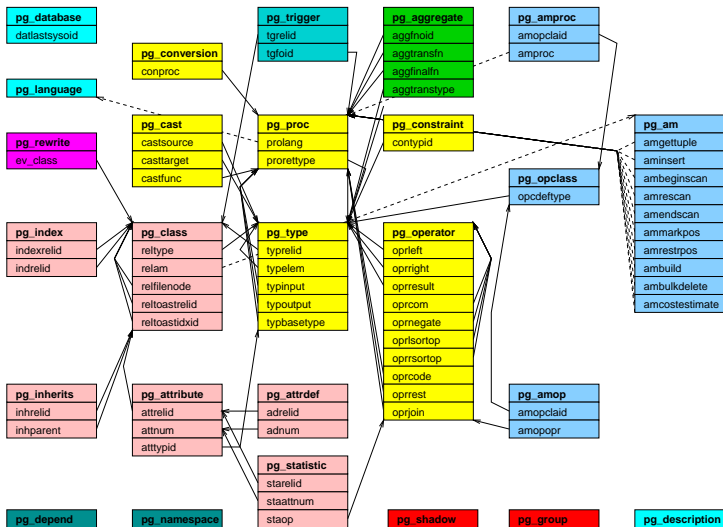 pg_database
datlastsysoid
pg_trigger
tgrelid
tgfoid
pg_aggregate
aggfnoid
aggtransfn
aggfinalfn
aggtranstype
pg_amproc
amopclaid
amproc
pg_conversion
conproc
pg_language
pg_cast
castsource
casttarget
castfunc
pg_proc
prolang
prorettype
pg_constraint
contypid
pg_am
amgettuple
aminsert
ambeginscan
amrescan
amendscan
ammarkpos
amrestrpos
ambuild
ambulkdelete
amcostestimate
pg_rewrite
ev_class
pg_opclass
opcdeftype
pg_index
indexrelid
indrelid
pg_class
reltype
relam
relfilenode
reltoastrelid
reltoastidxid
pg_type
typrelid
typelem
typinput
typoutput
typbasetype
pg_operator
oprleft
oprright
oprresult
oprcom
oprnegate
oprlsortop
oprrsortop
oprcode
oprrest
oprjoin
pg_inherits
inhrelid
inhparent
pg_attribute
attrelid
attnum
atttypid
pg_attrdef
adrelid
adnum
pg_amop
amopclaid
amopopr
pg_statistic
starelid
staattnum
staop
pg_depend
pg_namespace
pg_shadow
pg_group
pg_description